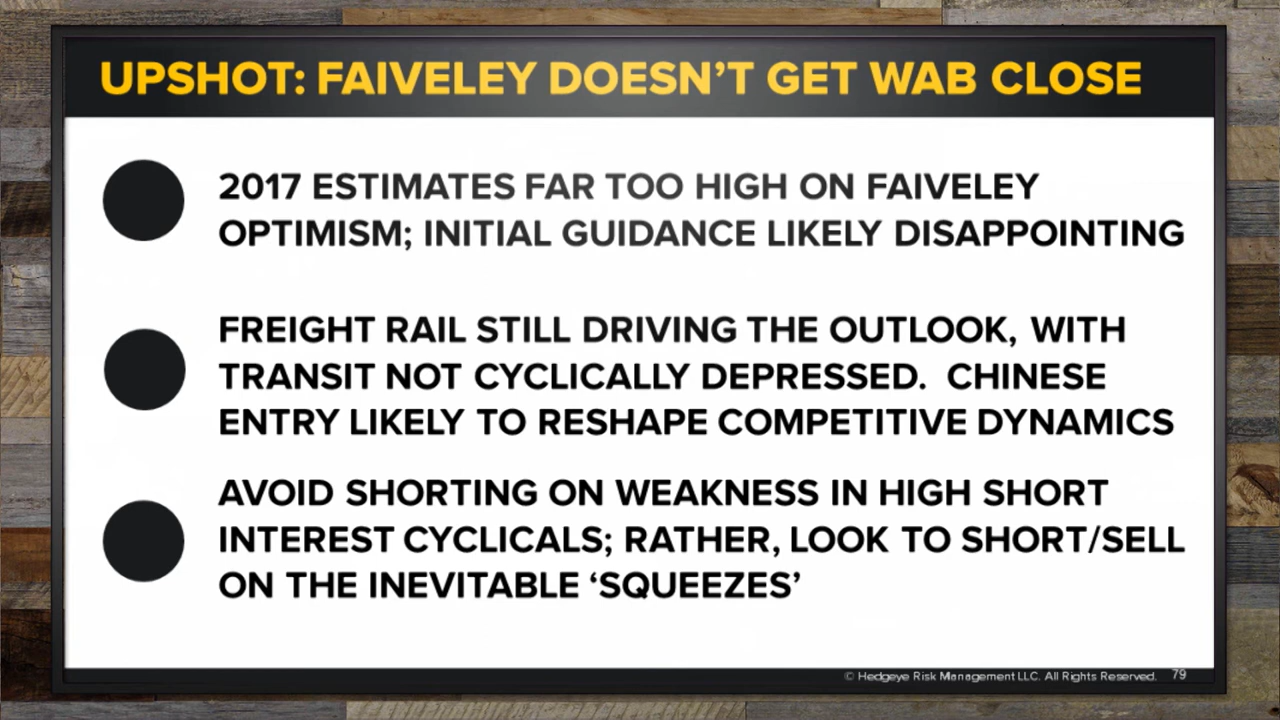 UPSHOT: FAIVELEY DOESN’T GET WAB CLOSE
2017 ESTIMATES FAR TOO HIGH ON FAIVELEY
OPTIMISM; INITIAL GUIDANCE LIKELY DISAPPOINTING
FREIGHT RAIL STILL DRIVING THE OUTLOOK, WITH
TRANSIT NOT CYCLICALLY DEPRESSED.  CHINESE
ENTRY LIKELY TO RESHAPE COMPETITIVE DYNAMICS
AVOID SHORTING ON WEAKNESS IN HIGH SHORT
INTEREST CYCLICALS; RATHER, LOOK TO SHORT/SELL
ON THE INEVITABLE ‘SQUEEZES’
© Hedgeye Risk Management LLC. All Rights Reserved. 79